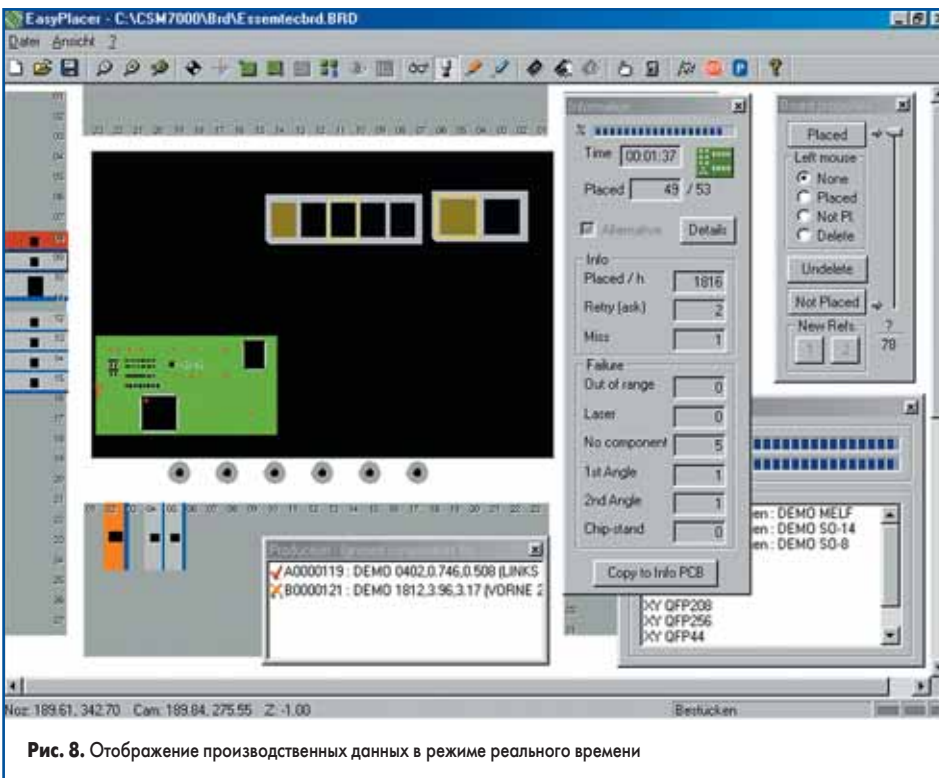 EasyPlacer - C:\CSM7000\Brd\Essemtecbrd.BRD
Datei Ansicht ?
Information
%
Time 00:01:37
Placed 49 / 53
Alternative Details
Info
Placed / h 1816
Retry (ask) 2
Miss 1
Failure
Out of range 0
Laser 0
No component 5
1st Angle 1
2nd Angle 1
Chip-stand 0
Copy to Info PCB
Placed
Left mouse
None
Placed
Not Pl.
Delete
Undelete
Not Placed
New Refs.
1 2
?
78
en : DEMO MELF
en : DEMO SO-14
en : DEMO SO-8
XY QFP208
XY QFP256
XY QFP44
A0000119 : DEMO 0402,0.746,0.508 (LINKS
B0000121 : DEMO 1812,3.96,3.17 (VORNE 2
Noz: 189.61, 342.70 Cam: 189.84, 275.55 Z: -1.00
Bestücken
Рис. 8. Отображение производственных данных в режиме реального времени